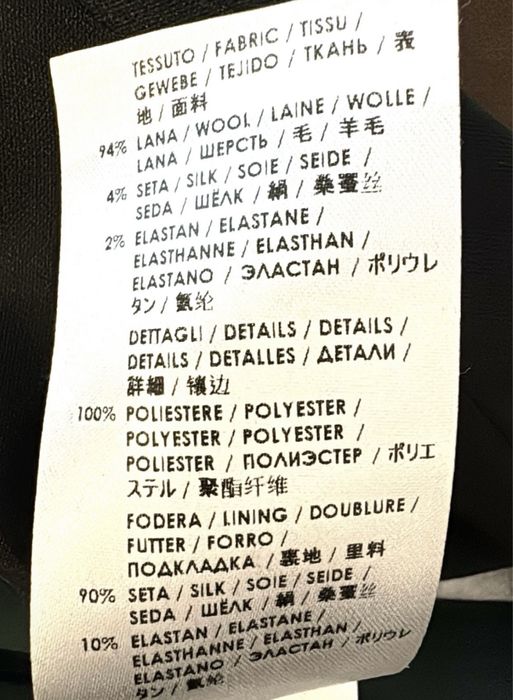 TESSUTO / FABRIC / TISSU /
GEWEBE / TEJIDO / ТКАНЬ / 表
地 / 面料
94% LANA / WOOL / LAINE / WOLLE /
LANA / ШЕРСТЬ / 毛 / 羊毛
4% SETA / SILK / SOIE / SEIDE /
SEDA / ШЁЛК / 絹 / 桑蚕丝
2% ELASTAN / ELASTANE /
ELASTHANNE / ELASTHAN /
ELASTANO / ЭЛАСТАН / ポリウレ
タン / 氨纶
DETTAGLI / DETAILS / DETAILS /
DETAILS / DETALLES / ДЕТАЛИ /
詳細 / 镶边
100% POLIESTERE / POLYESTER /
POLYESTER / POLYESTER /
POLIESTER / ПОЛИЭСТЕР / ポリエ
ステル / 聚酯纤维
FODERA / LINING / DOUBLURE /
FUTTER / FORRO /
ПОДКЛАДКА / 裏地 / 里料
90% SETA / SILK / SOIE / SEIDE /
SEDA / ШЁЛК / 絹 / 桑蚕丝
10% ELASTAN / ELASTANE /
ELASTHANNE / ELASTHAN /
ELASTANO / ЭЛАСТАН / ポリウレ
タン / 氨纶